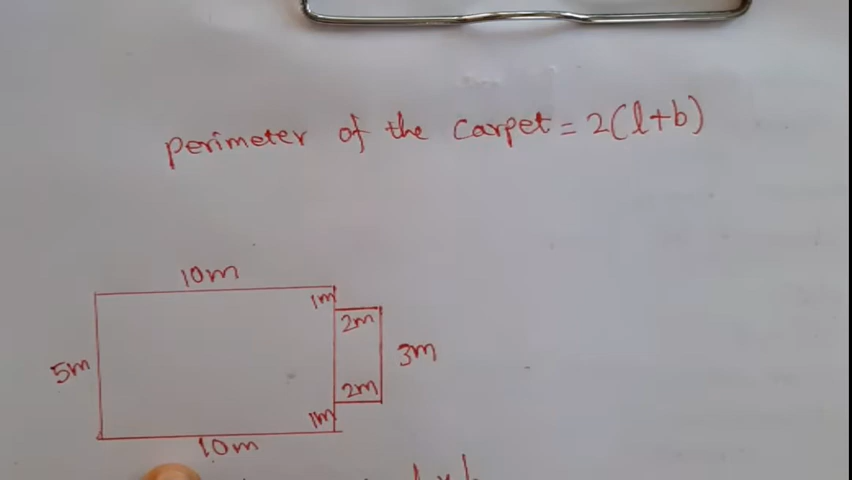 perimeter of the carpet = 2(l+b)
10m
1m
2m
5m
3m
2m
1m
10m